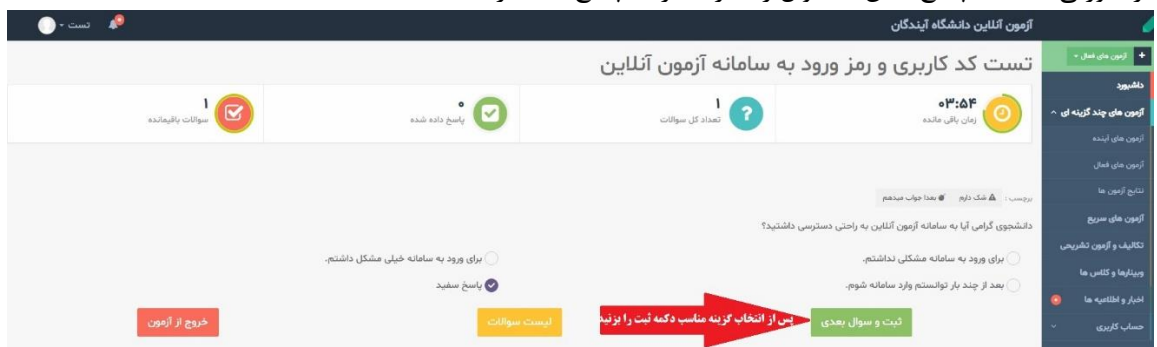 آزمون آنلاین دانشگاه آیندگان
تست
آزمون های فعال
داشبورد
آزمون های چند گزینه ای
آزمون های آینده
آزمون های فعال
نتایج آزمون ها
آزمون های سریع
تکالیف و آزمون تشریحی
وبینارها و کلاس ها
اخبار و اطلاعیه ها
حساب کاربری
تست کد کاربری و رمز ورود به سامانه آزمون آنلاین
۰۳:۵۴
زمان باقی مانده
۱
تعداد کل سوالات
۰
پاسخ داده شده
۱
سوالات باقیمانده
برچسب : شک دارم بعدا جواب میدهم
دانشجوی گرامی آیا به سامانه آزمون آنلاین به راحتی دسترسی داشتید؟
برای ورود به سامانه مشکلی نداشتم.
برای ورود به سامانه خیلی مشکل داشتم.
بعد از چند بار توانستم وارد سامانه شوم.
پاسخ سفید
ثبت و سوال بعدی
پس از انتخاب گزینه مناسب دکمه ثبت را بزنید
لیست سوالات
خروج از آزمون